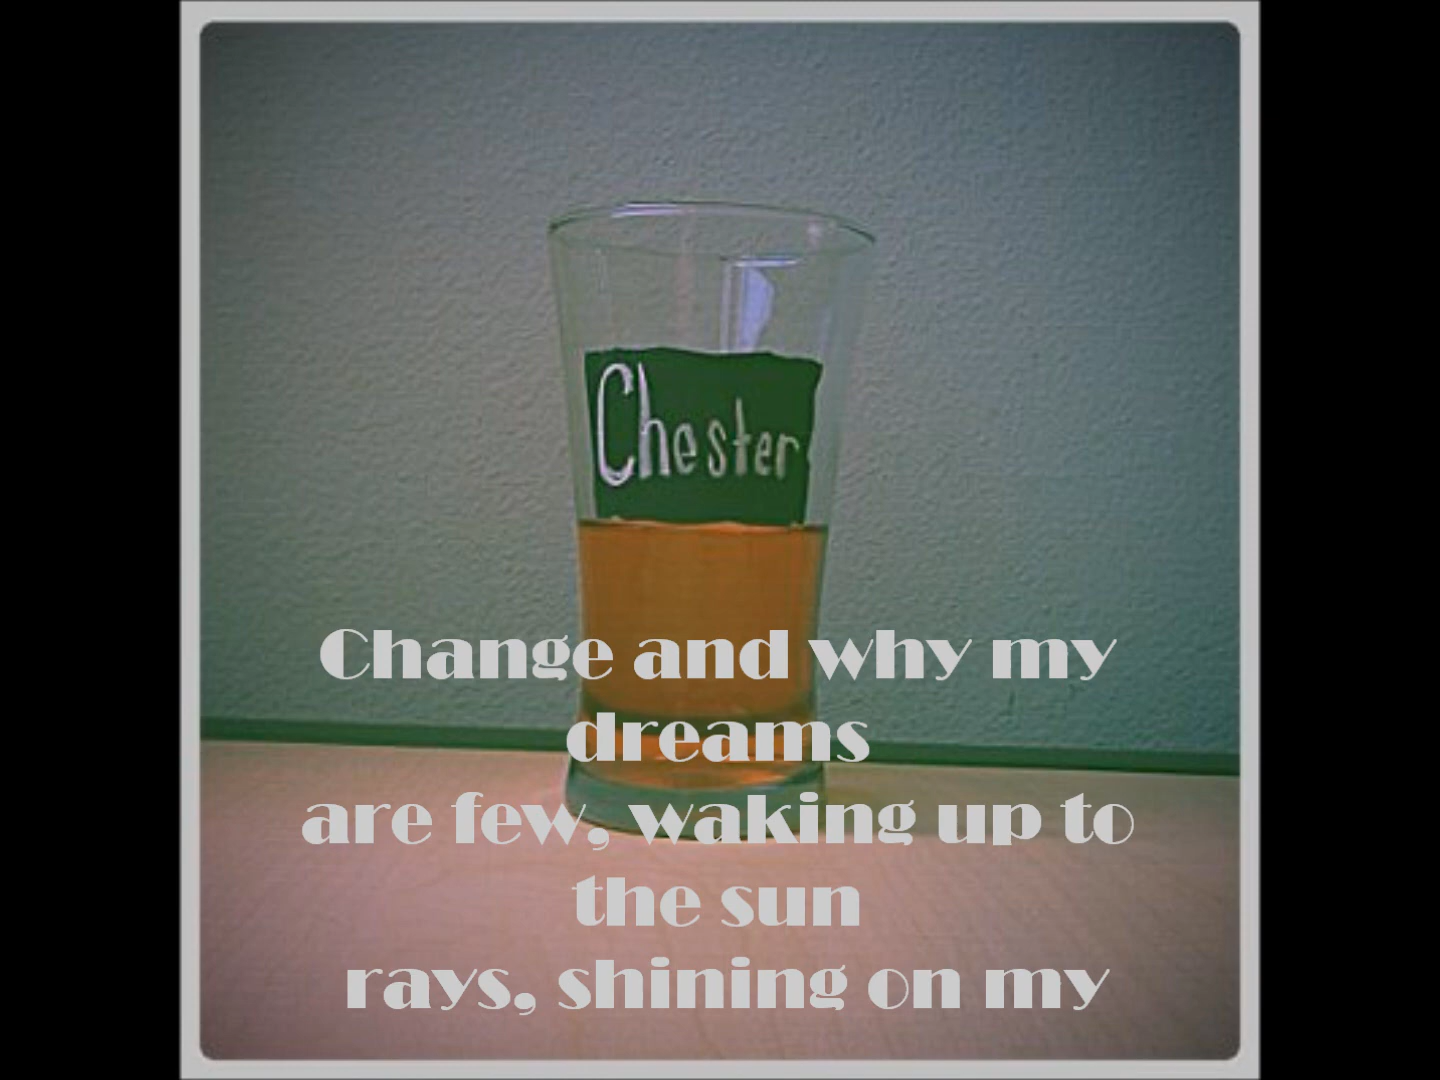 Chester
Change and why my
dreams
are few, waking up to
the sun
rays, shining on my